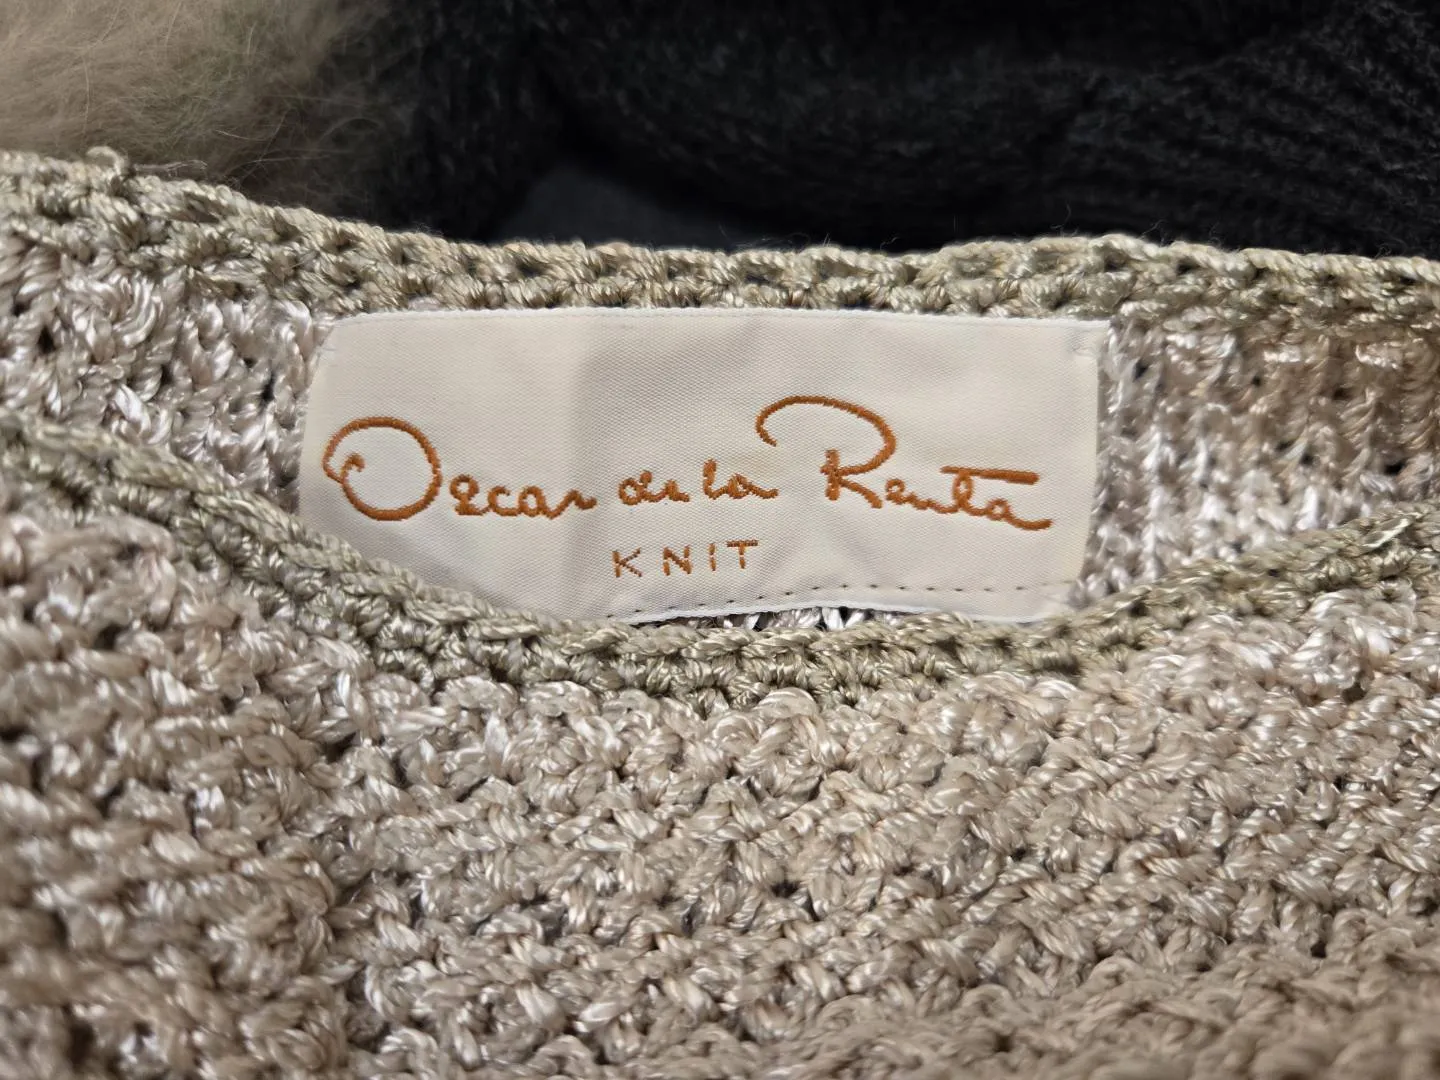 Oscar de la Renta
KNIT